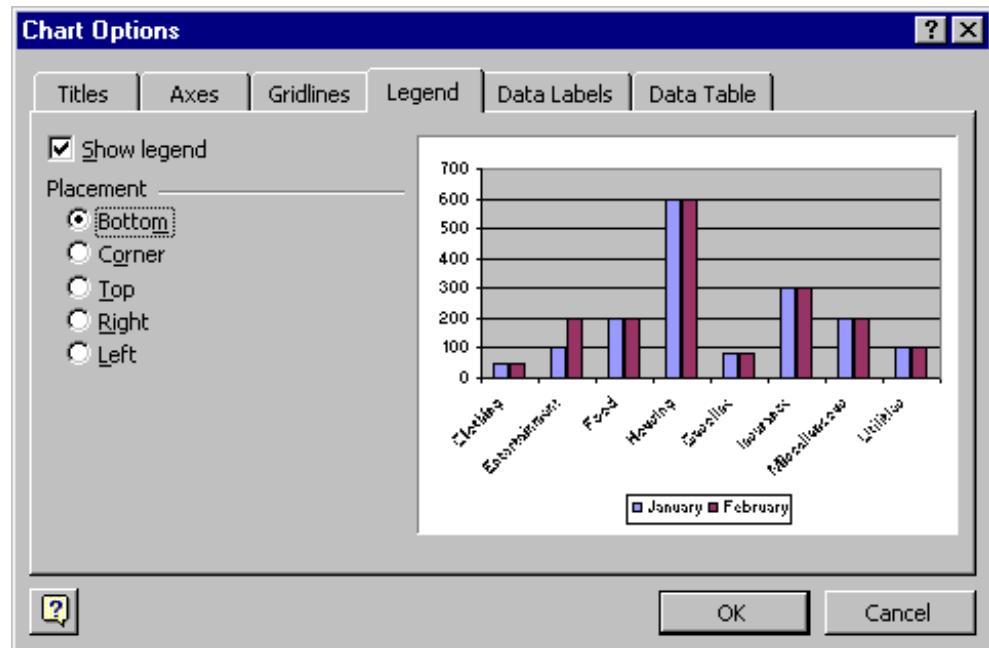 Chart Options
Titles Axes Gridlines Legend Data Labels Data Table
Show legend
Placement
Bottom
Corner
Top
Right
Left
700
600
500
400
300
200
100
0
Clothing Entertainment Food Housing Insurance Miscellaneous Utilities
January February
OK Cancel